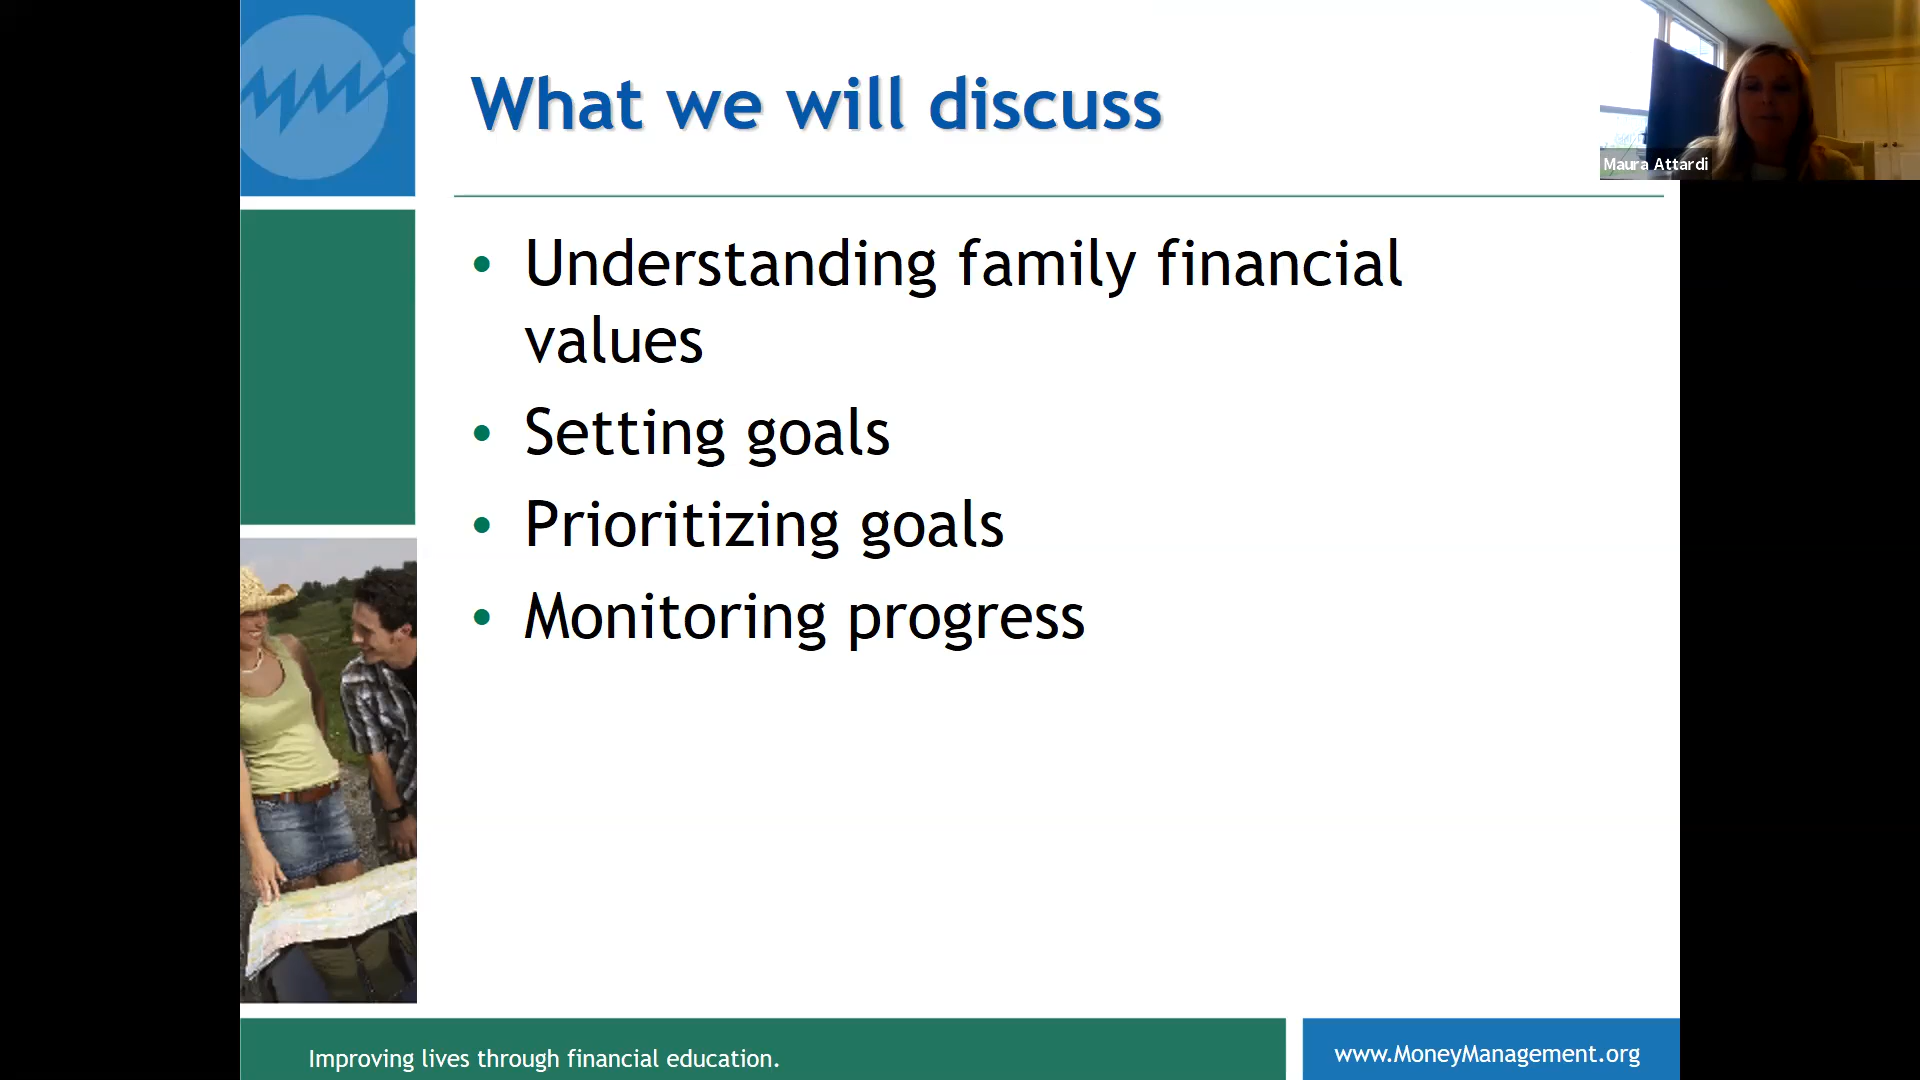 What we will discuss
Maura Attardi
• Understanding family financial
values
• Setting goals
• Prioritizing goals
• Monitoring progress
Improving lives through financial education.
www.MoneyManagement.org